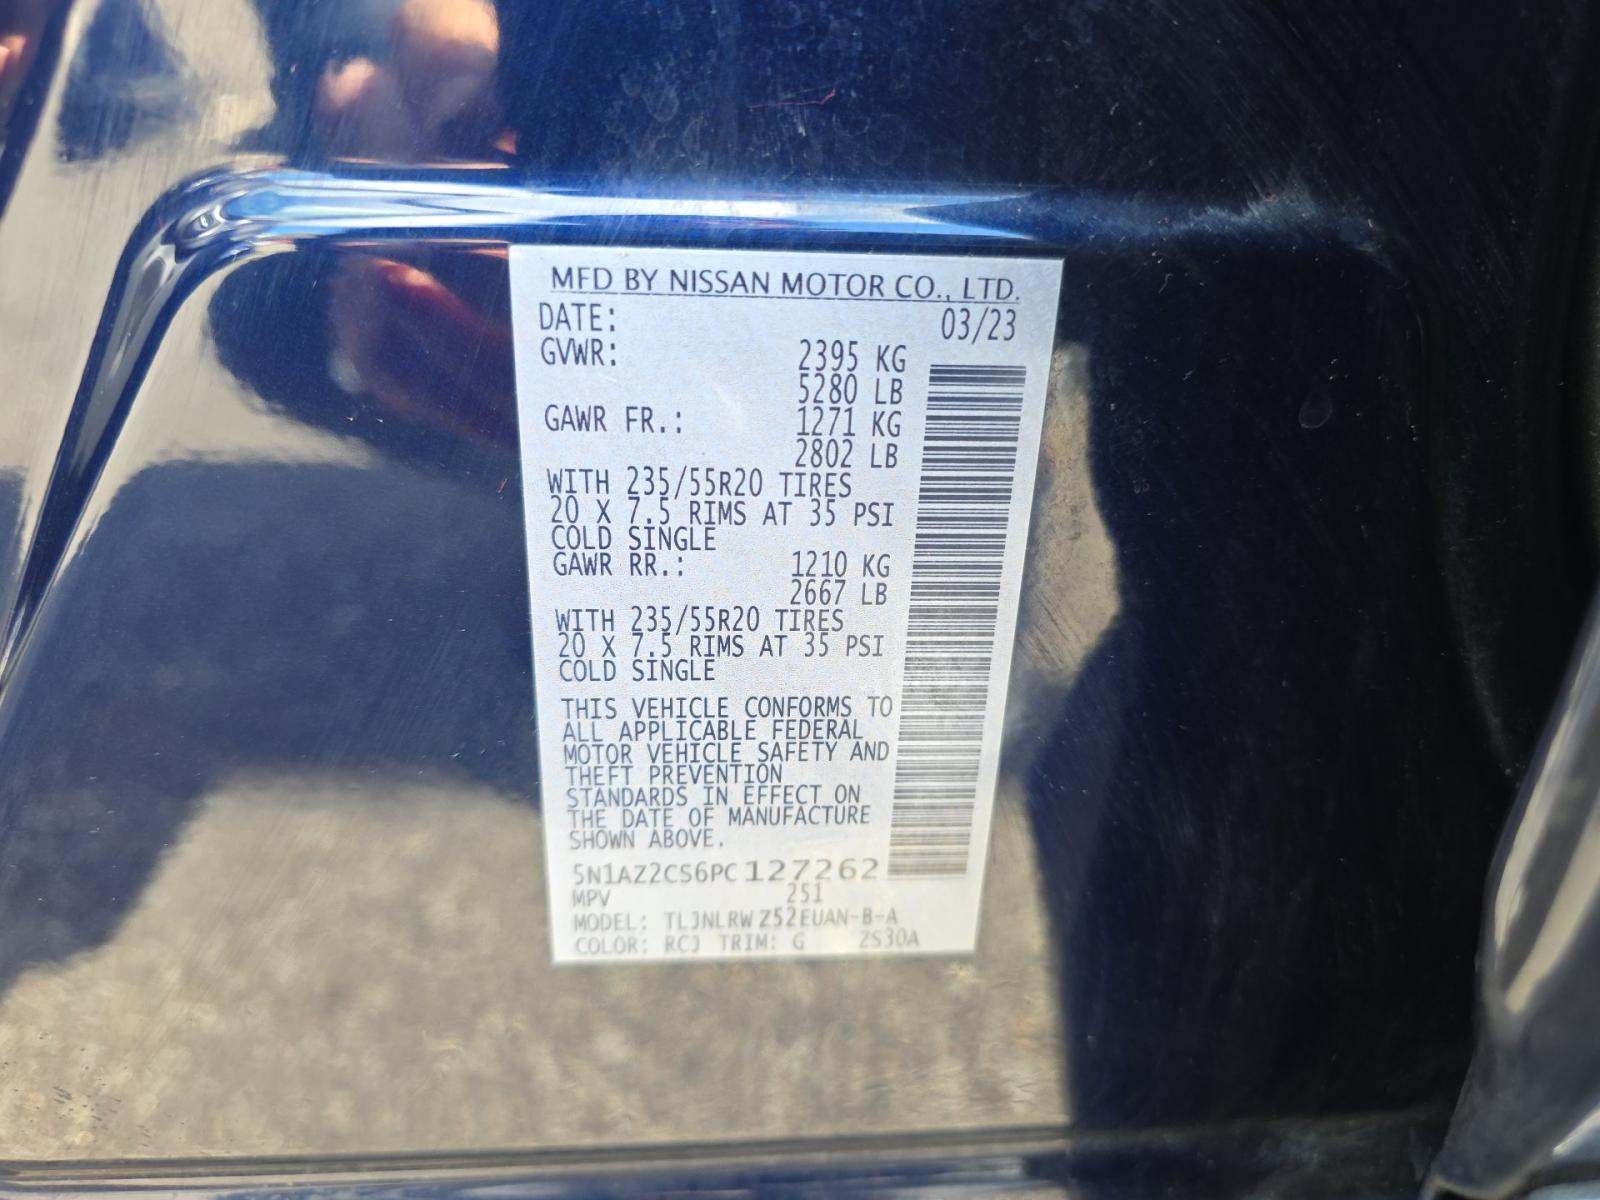 MFD BY NISSAN MOTOR CO., LTD.
DATE: 03/23
GVWR: 2395 KG
5280 LB
GAWR FR.: 1271 KG
2802 LB
WITH 235/55R20 TIRES
20 X 7.5 RIMS AT 35 PSI
COLD SINGLE
GAWR RR.: 1210 KG
2667 LB
WITH 235/55R20 TIRES
20 X 7.5 RIMS AT 35 PSI
COLD SINGLE
THIS VEHICLE CONFORMS TO
ALL APPLICABLE FEDERAL
MOTOR VEHICLE SAFETY AND
THEFT PREVENTION
STANDARDS IN EFFECT ON
THE DATE OF MANUFACTURE
SHOWN ABOVE.
5N1AZ2CS6PC127262
MPV 251
MODEL: TLJNLRWZ52EUAN-B-A
COLOR: RCJ TRIM: G ZS30A